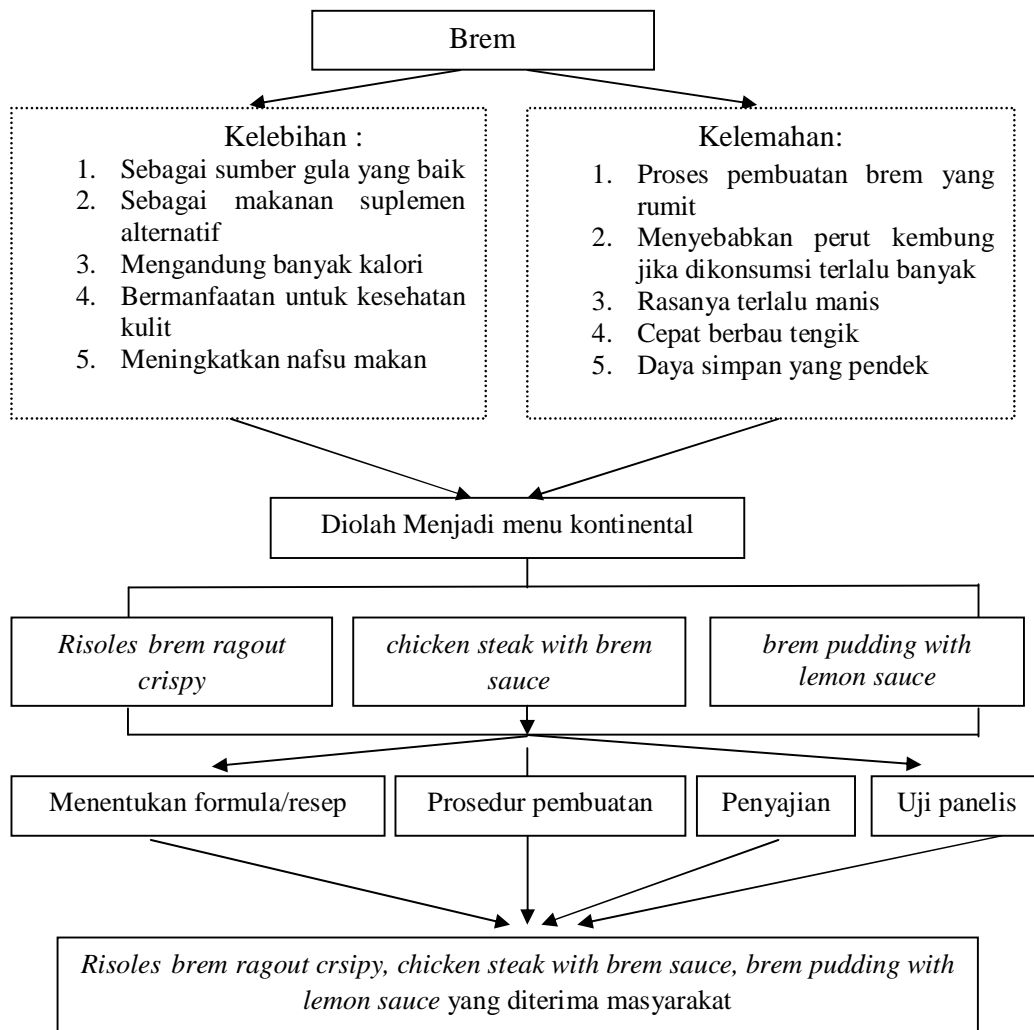 Brem
Kelebihan :
1. Sebagai sumber gula yang baik
2. Sebagai makanan suplemen
alternatif
3. Mengandung banyak kalori
4. Bermanfaatan untuk kesehatan
kulit
5. Meningkatkan nafsu makan
Kelemahan:
1. Proses pembuatan brem yang
rumit
2. Menyebabkan perut kembung
jika dikonsumsi terlalu banyak
3. Rasanya terlalu manis
4. Cepat berbau tengik
5. Daya simpan yang pendek
Diolah Menjadi menu kontinental
Risoles brem ragout
crispy
chicken steak with brem
sauce
brem pudding with
lemon sauce
Menentukan formula/resep
Prosedur pembuatan
Penyajian
Uji panelis
Risoles brem ragout crsipy, chicken steak with brem sauce, brem pudding with
lemon sauce yang diterima masyarakat